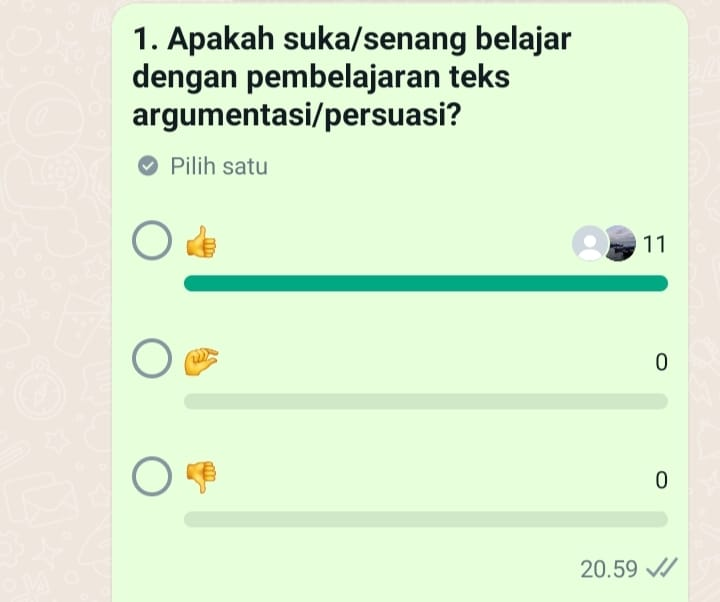 1. Apakah suka/senang belajar
dengan pembelajaran teks
argumentasi/persuasi?
Pilih satu
👍 11
🤏 0
👎 0
20.59